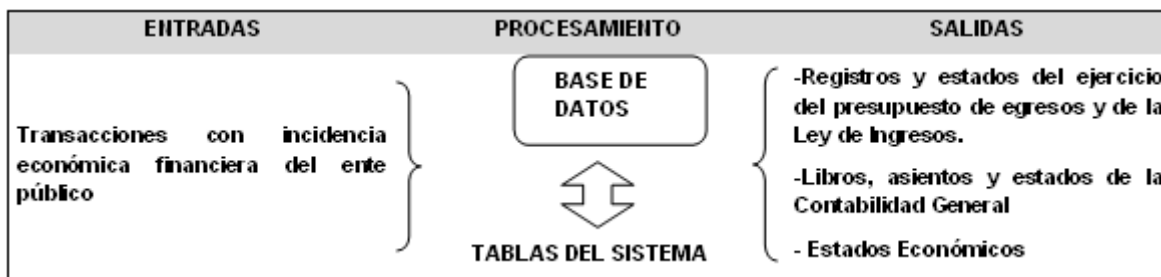 ENTRADAS
PROCESAMIENTO
SALIDAS
Transacciones con incidencia
económica financiera del ente
público
BASE DE
DATOS
TABLAS DEL SISTEMA
-Registros y estados del ejercicio
del presupuesto de egresos y de la
Ley de Ingresos.
-Libros, asientos y estados de la
Contabilidad General
- Estados Económicos